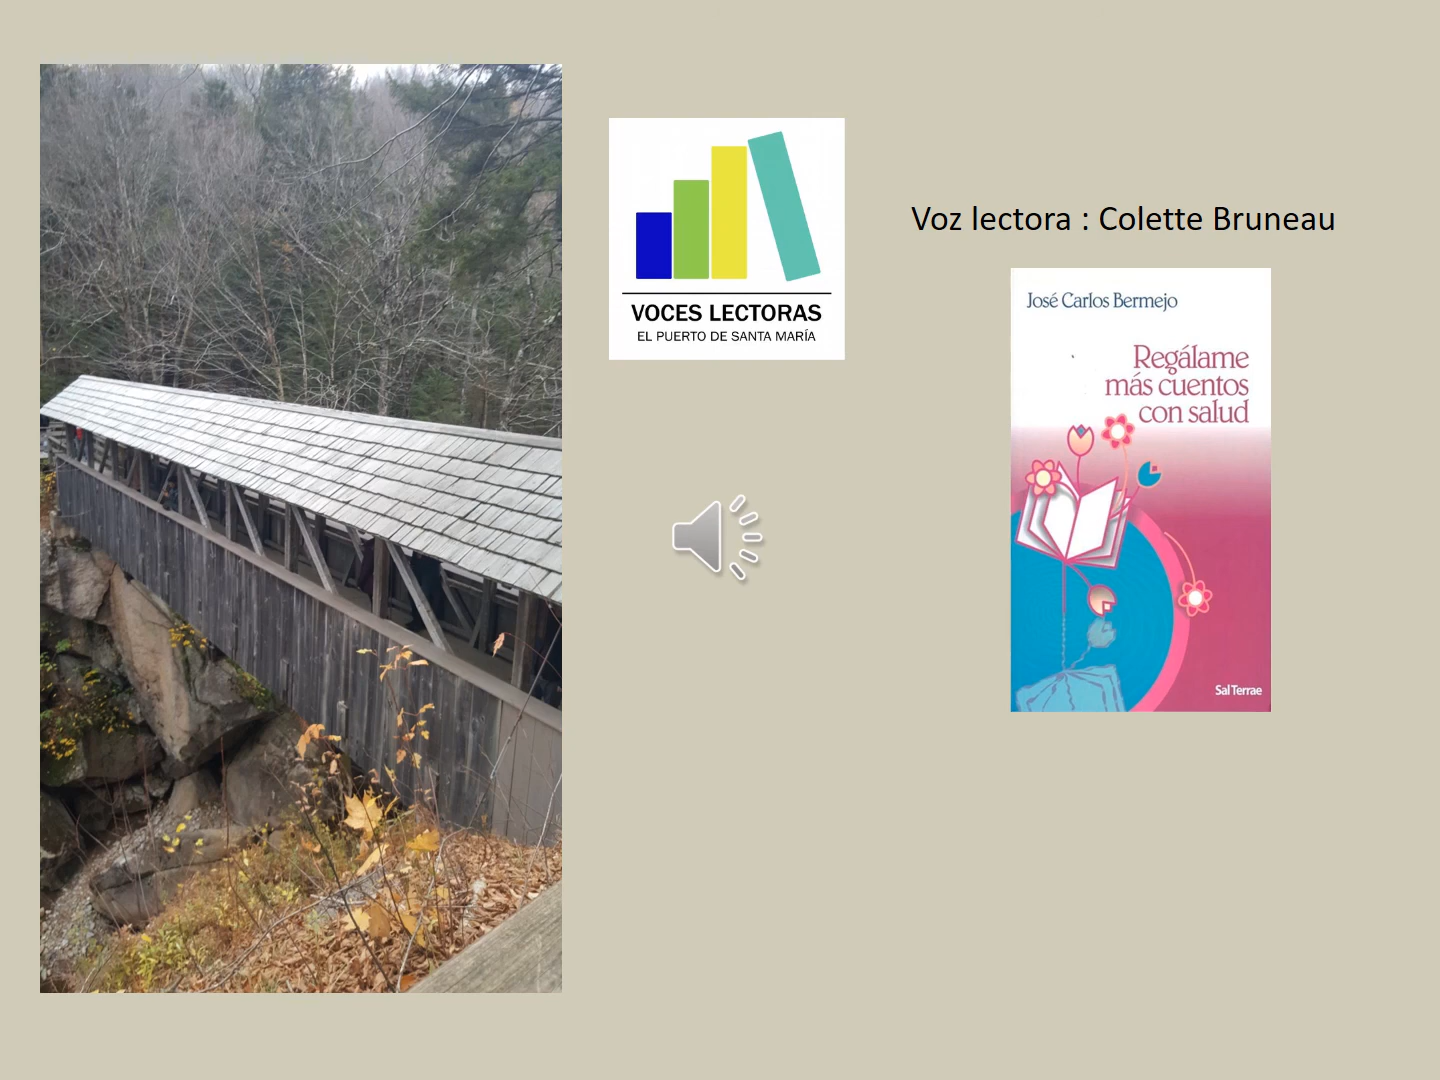 VOCES LECTORAS
EL PUERTO DE SANTA MARÍA
Voz lectora : Colette Bruneau
José Carlos Bermejo
Regálame
más cuentos
con salud
Sal Terrae